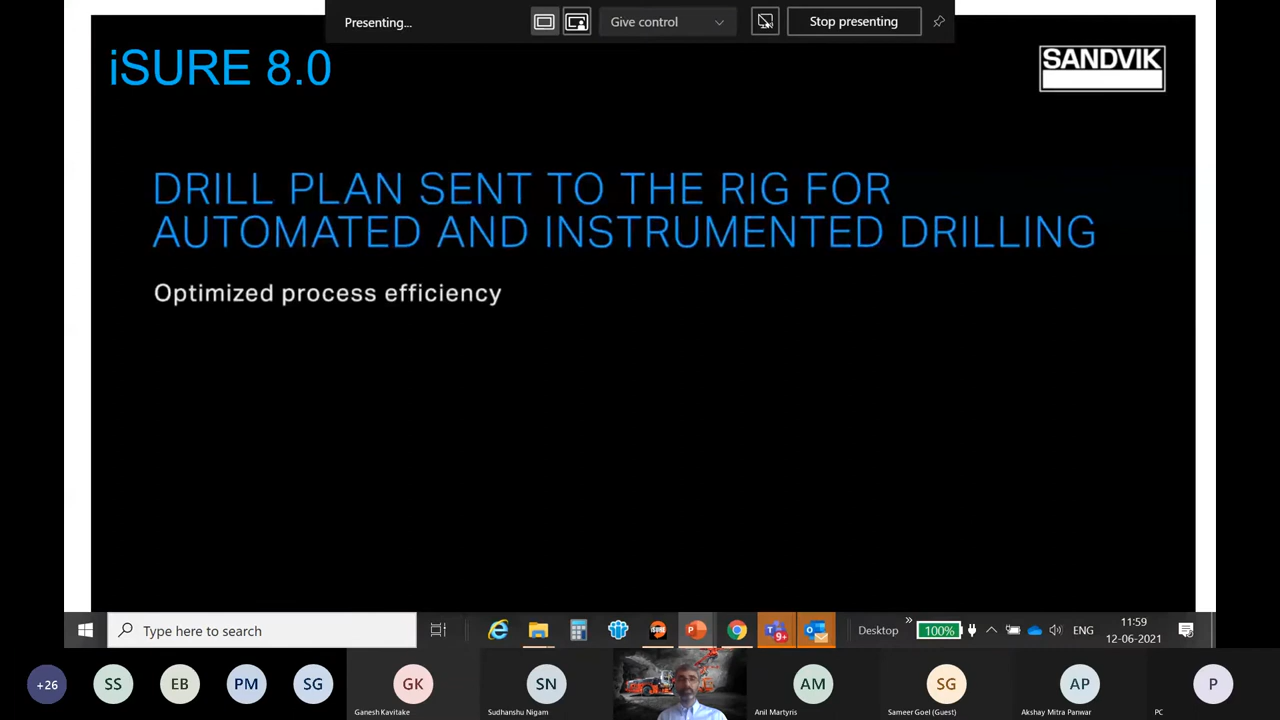 Presenting...
Give control
Stop presenting
iSURE 8.0
SANDVIK
DRILL PLAN SENT TO THE RIG FOR
AUTOMATED AND INSTRUMENTED DRILLING
Optimized process efficiency
Type here to search
iSURE
9+
Desktop
100%
ENG
11:59
12-06-2021
+26
SS
EB
PM
SG
GK
Ganesh Kavitake
SN
Sudhanshu Nigam
AM
Anil Martyris
SG
Sameer Goel (Guest)
AP
Akshay Mitra Panwar
P
PC